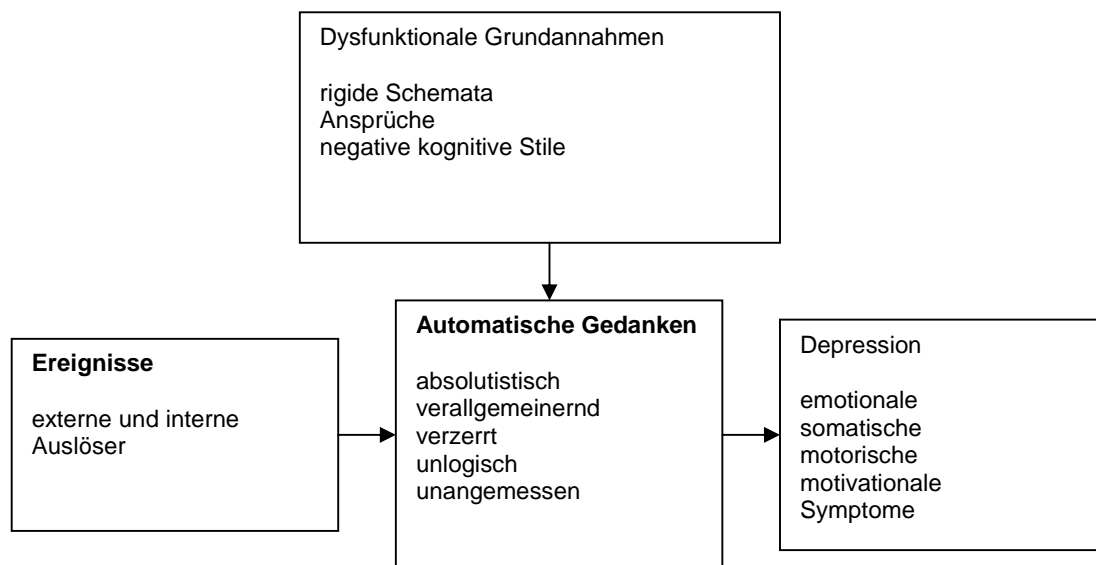 Dysfunktionale Grundannahmen
rigide Schemata
Ansprüche
negative kognitive Stile
Ereignisse
externe und interne
Auslöser
Automatische Gedanken
absolutistisch
verallgemeinernd
verzerrt
unlogisch
unangemessen
Depression
emotionale
somatische
motorische
motivationale
Symptome